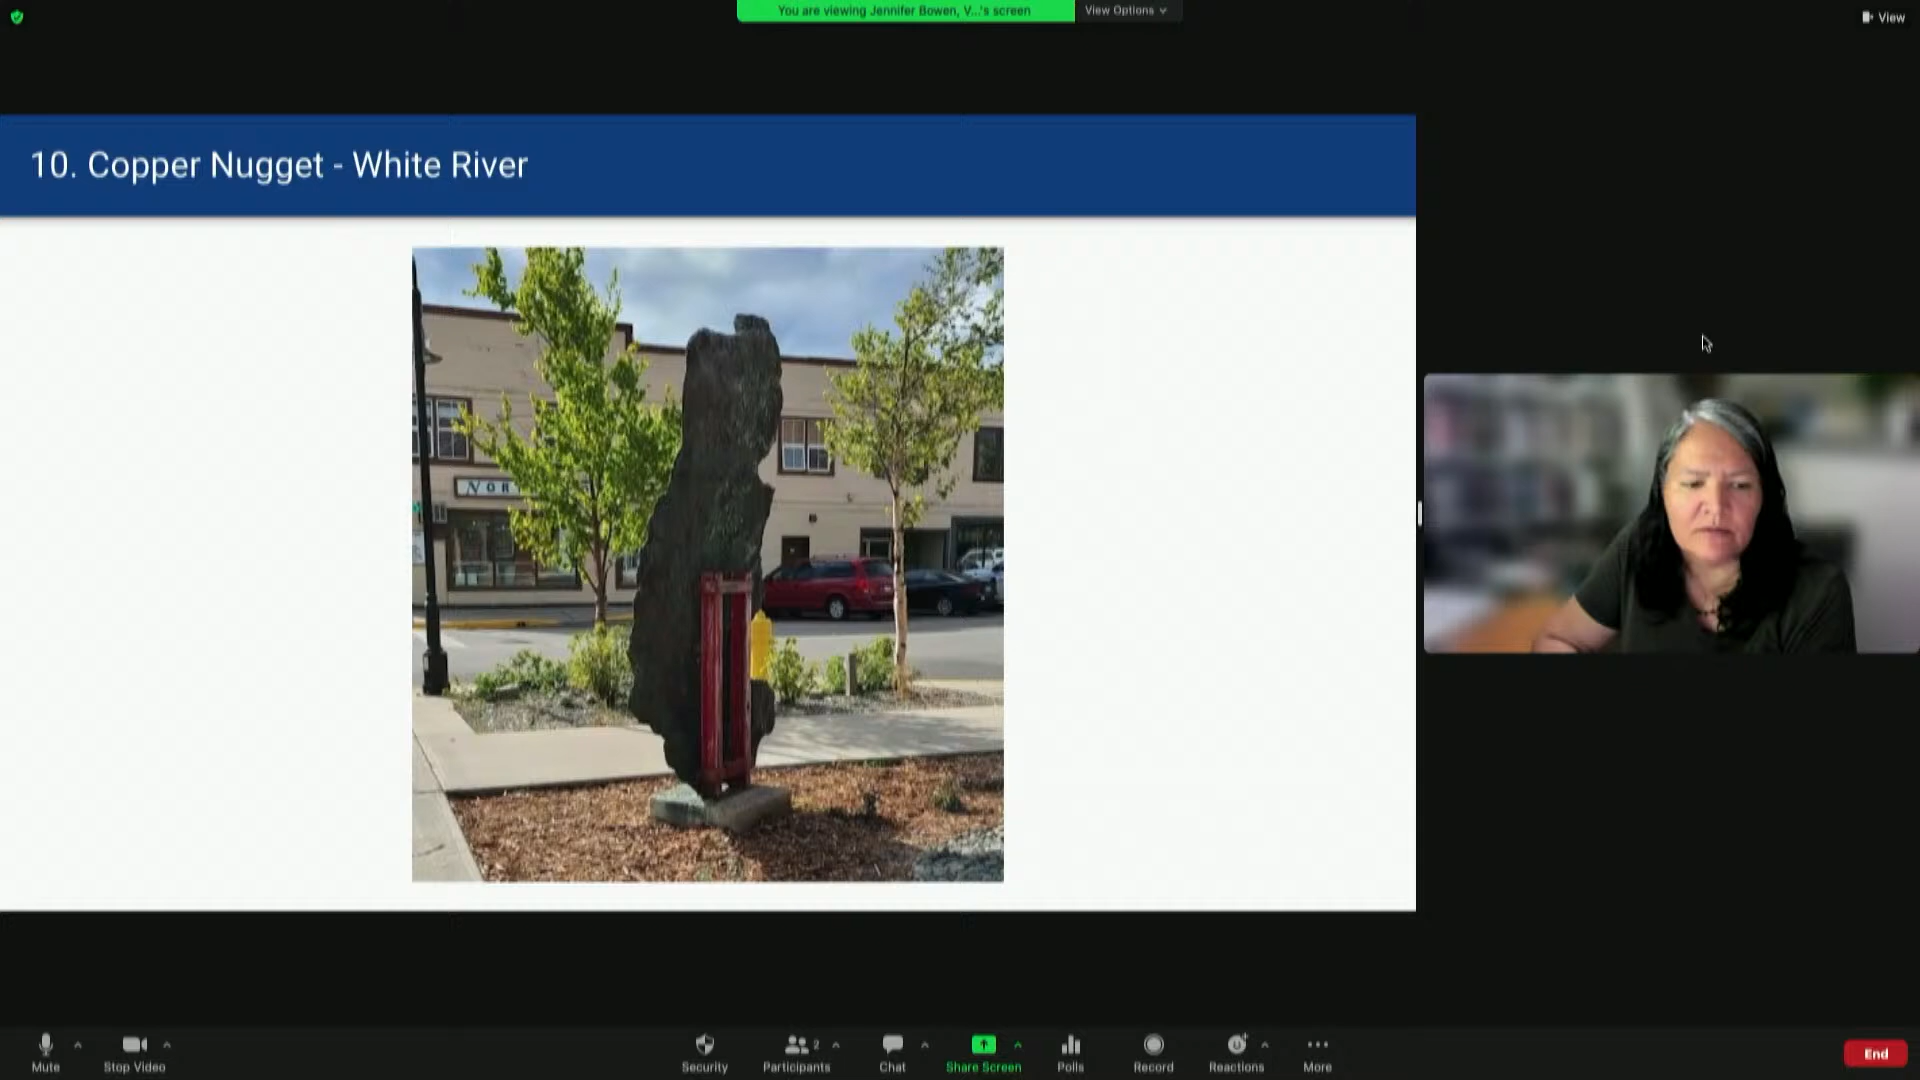 You are viewing Jennifer Bowen, V...'s screen
View Options
View
10. Copper Nugget - White River
NOR
Mute
Stop Video
Security
2
Participants
Chat
Share Screen
Polls
Record
Reactions
More
End